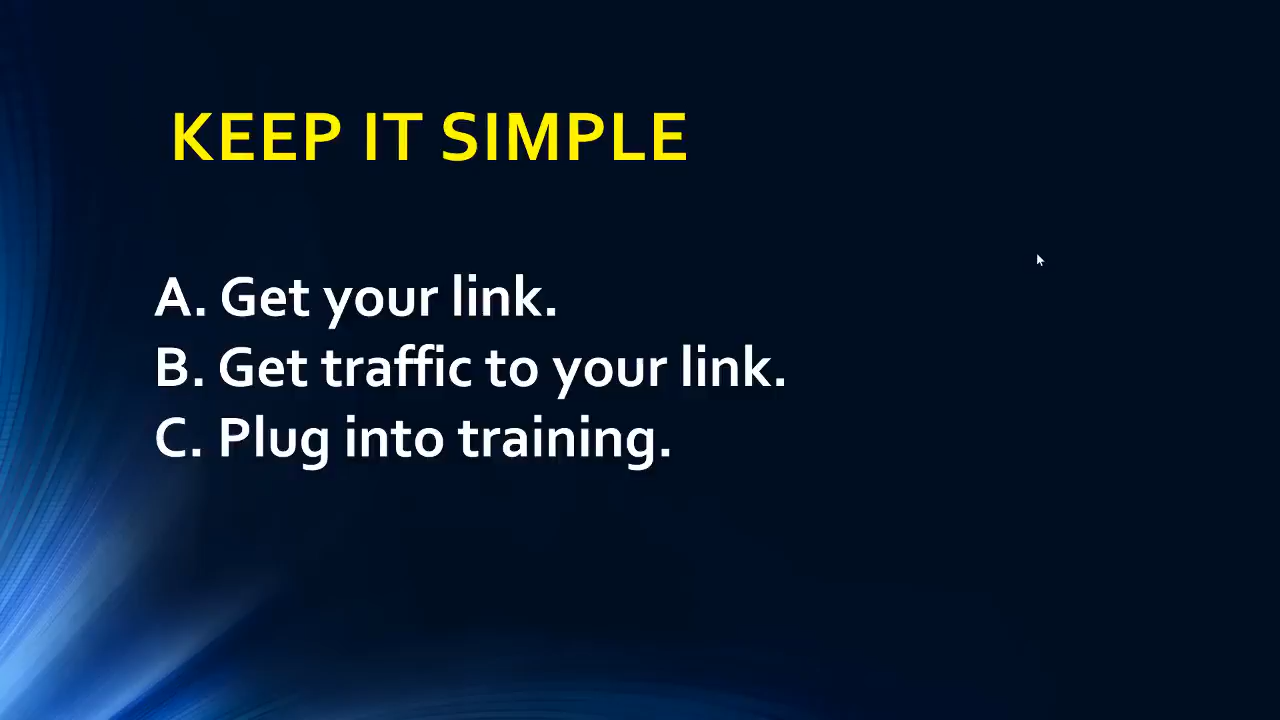 KEEP IT SIMPLE
A. Get your link.
B. Get traffic to your link.
C. Plug into training.